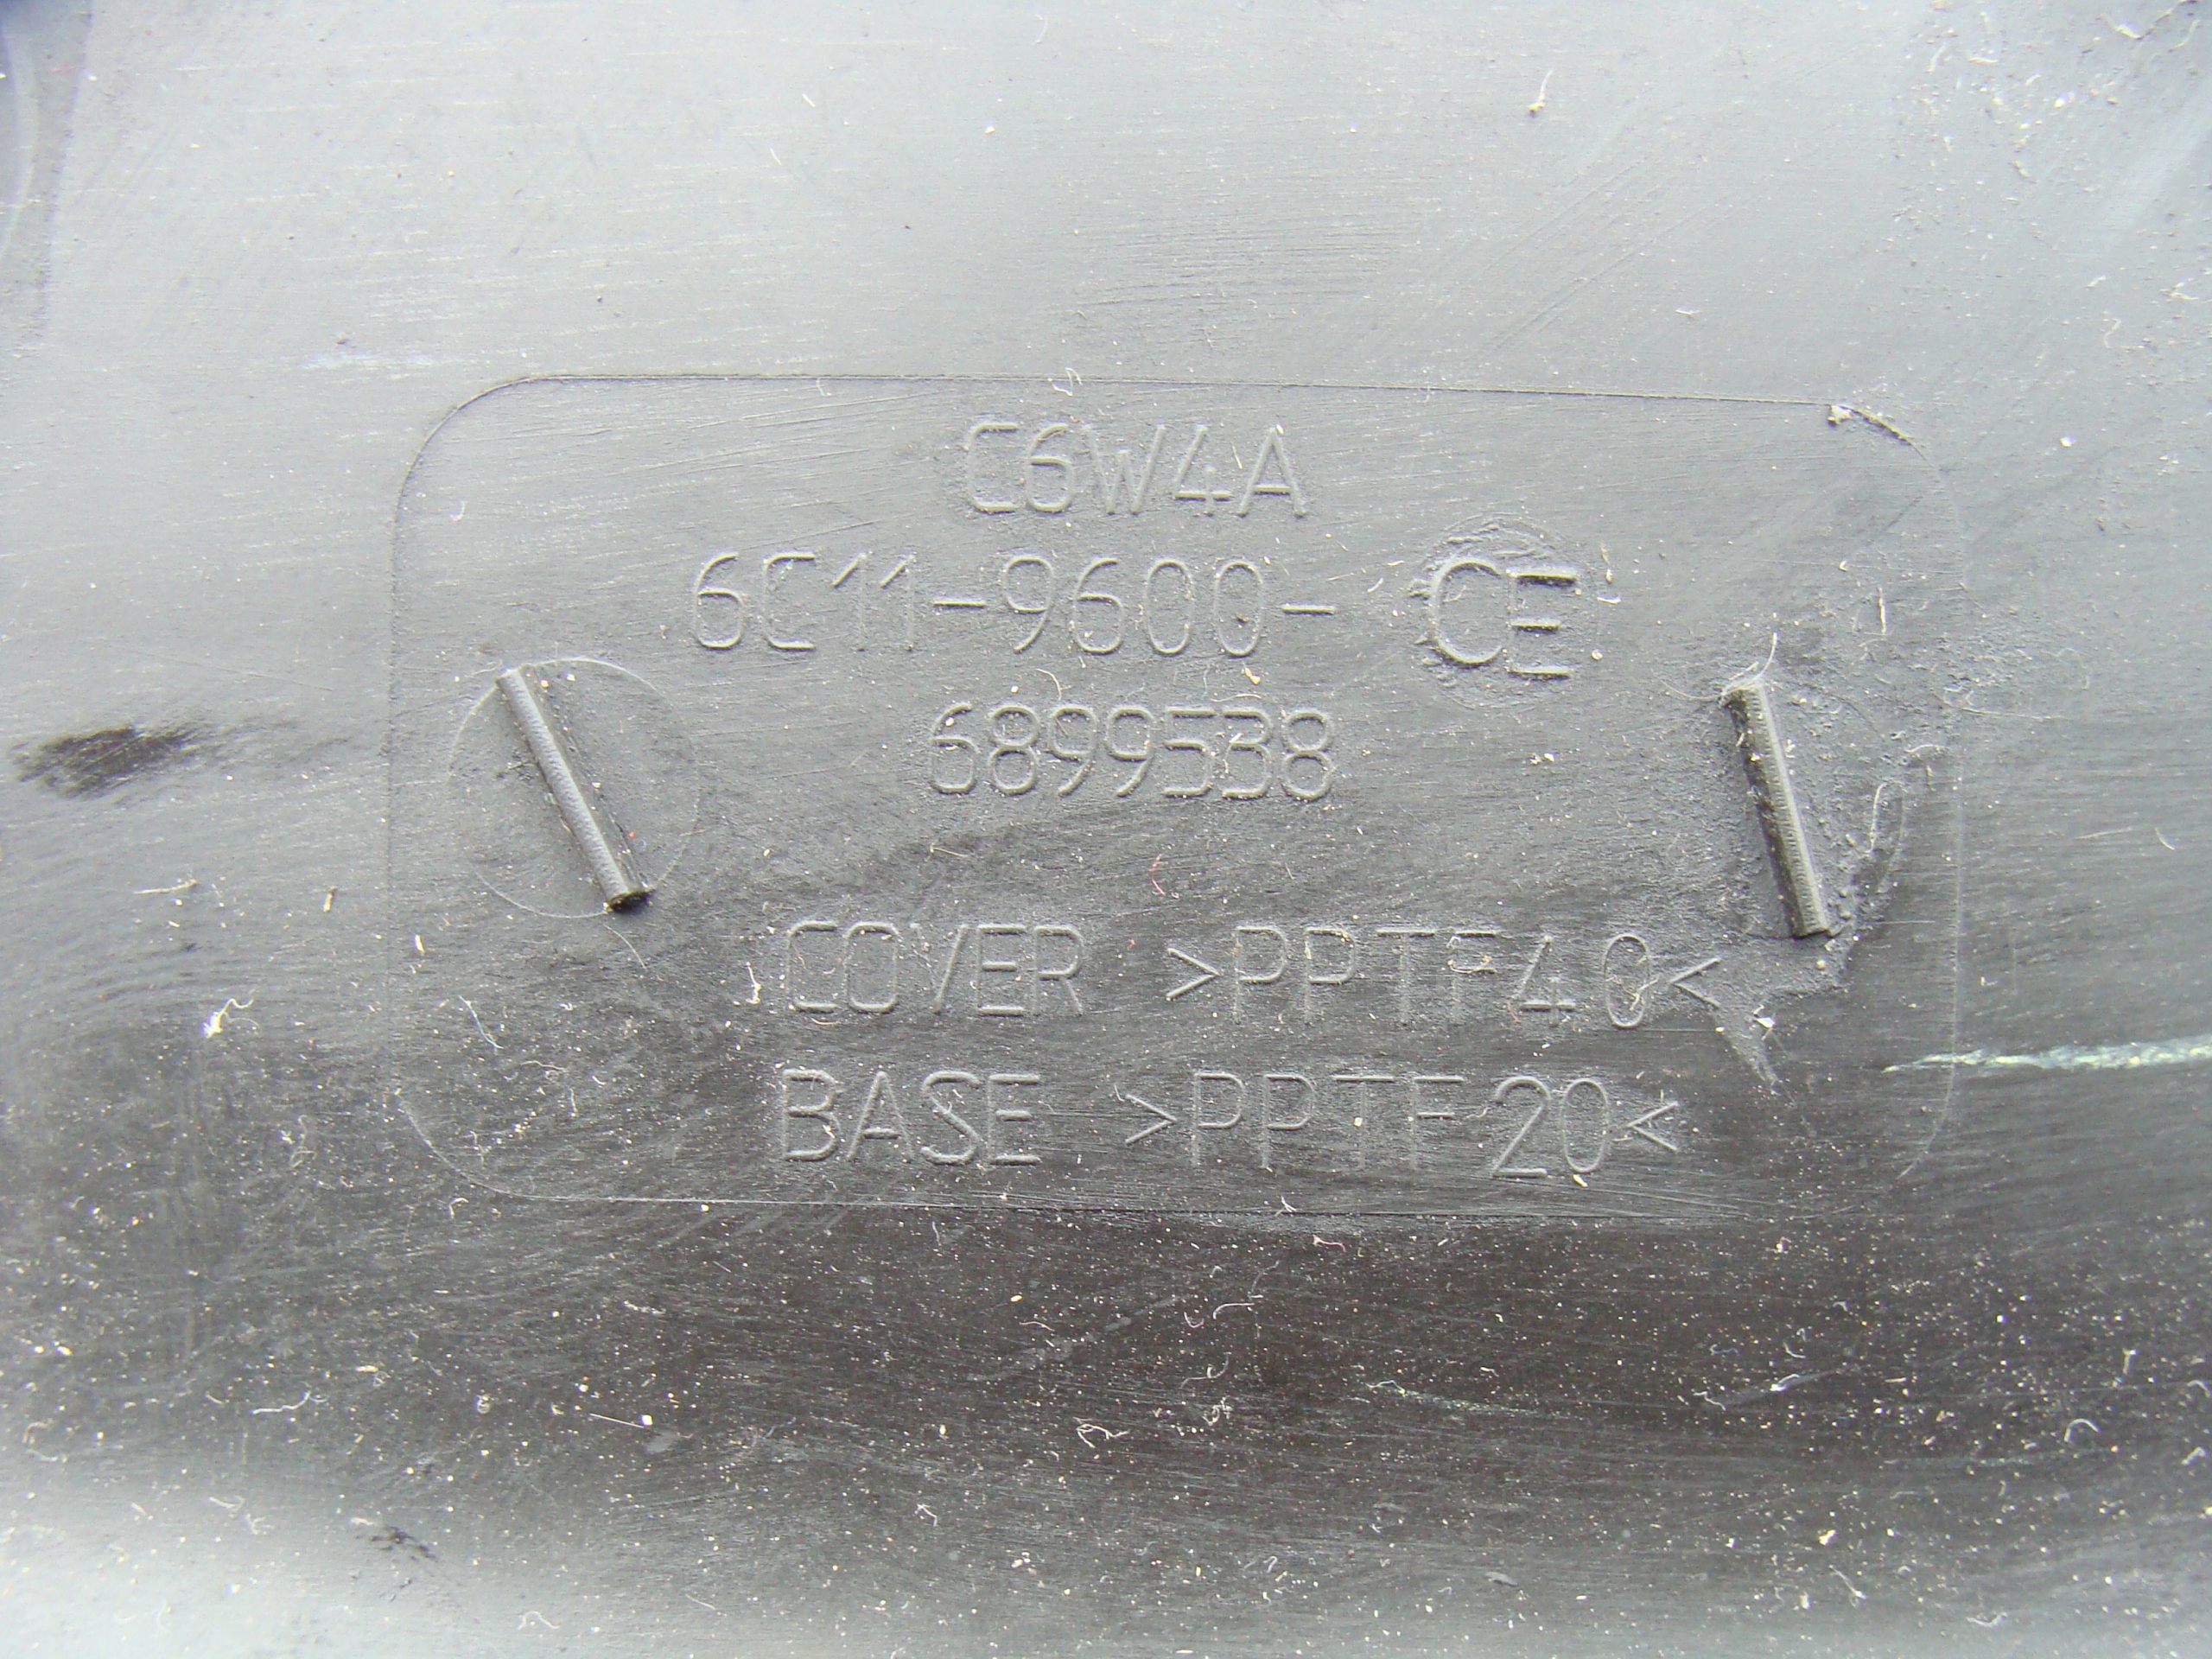 C6W4A
6C11-9600- CE
6899538
COVER >PPTF40<
BASE >PPTF20<